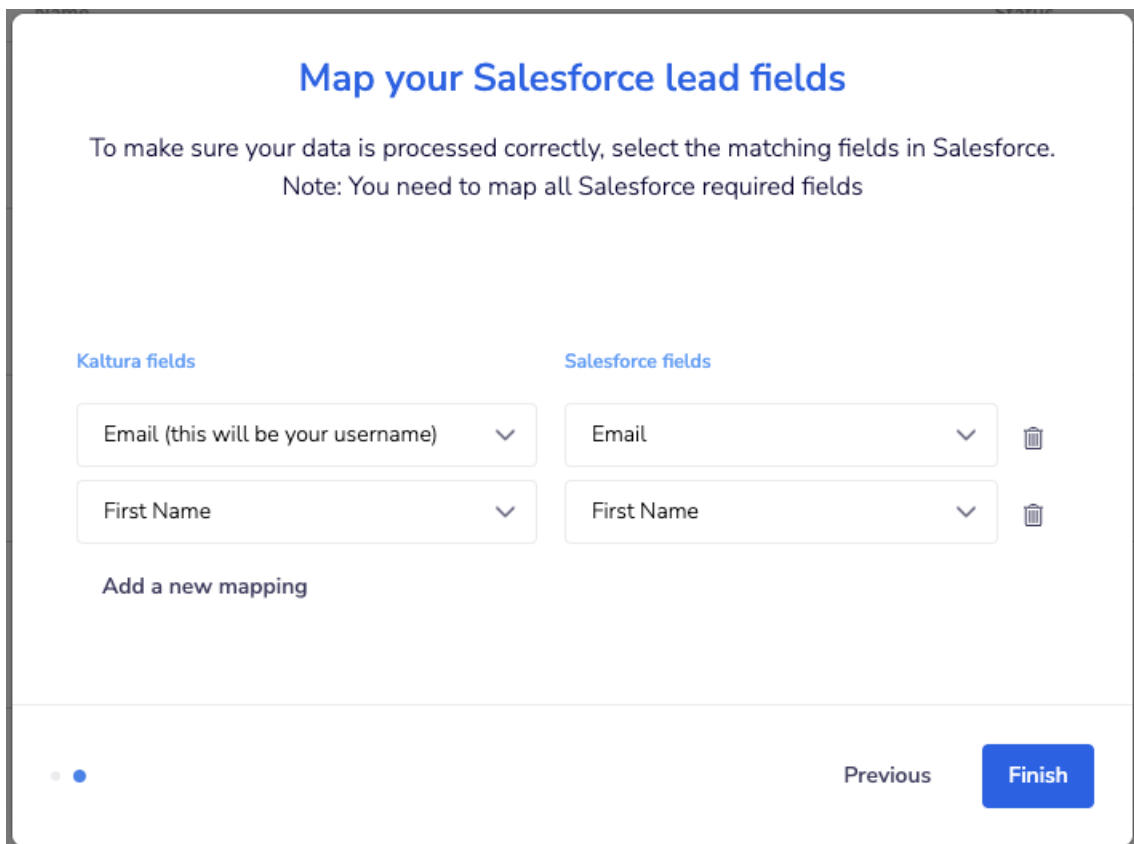 Name Status
Map your Salesforce lead fields
To make sure your data is processed correctly, select the matching fields in Salesforce.
Note: You need to map all Salesforce required fields
Kaltura fields Salesforce fields
Email (this will be your username) Email
First Name First Name
Add a new mapping
Previous Finish